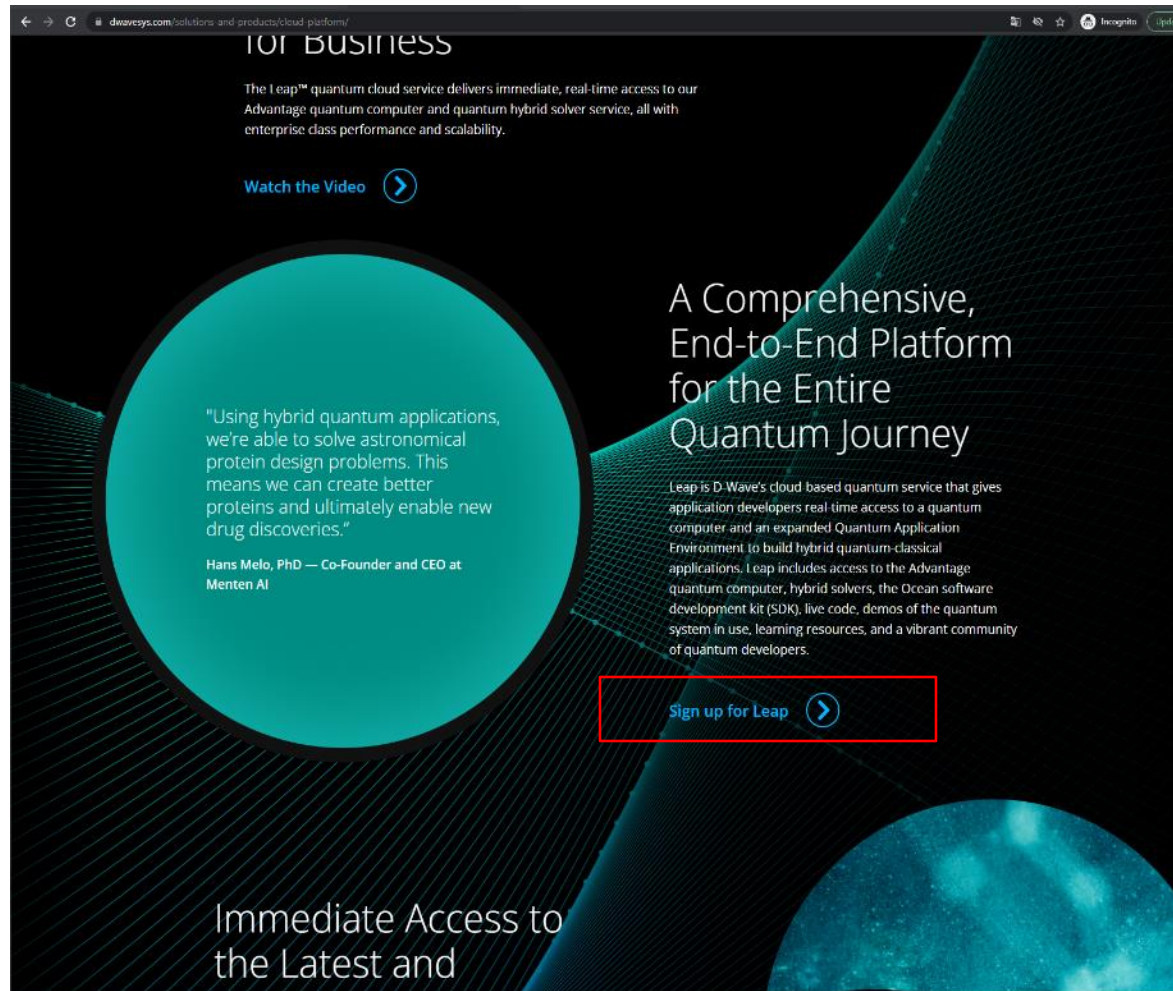 dwavesys.com/solutions-and-products/cloud-platform/
Incognito
for Business
The Leap™ quantum cloud service delivers immediate, real-time access to our
Advantage quantum computer and quantum hybrid solver service, all with
enterprise class performance and scalability.
Watch the Video
"Using hybrid quantum applications,
we're able to solve astronomical
protein design problems. This
means we can create better
proteins and ultimately enable new
drug discoveries."
Hans Melo, PhD — Co-Founder and CEO at
Menten AI
A Comprehensive,
End-to-End Platform
for the Entire
Quantum Journey
Leap is D-Wave's cloud-based quantum service that gives
application developers real-time access to a quantum
computer and an expanded Quantum Application
Environment to build hybrid quantum-classical
applications. Leap includes access to the Advantage
quantum computer, hybrid solvers, the Ocean software
development kit (SDK), live code, demos of the quantum
system in use, learning resources, and a vibrant community
of quantum developers.
Sign up for Leap
Immediate Access to
the Latest and